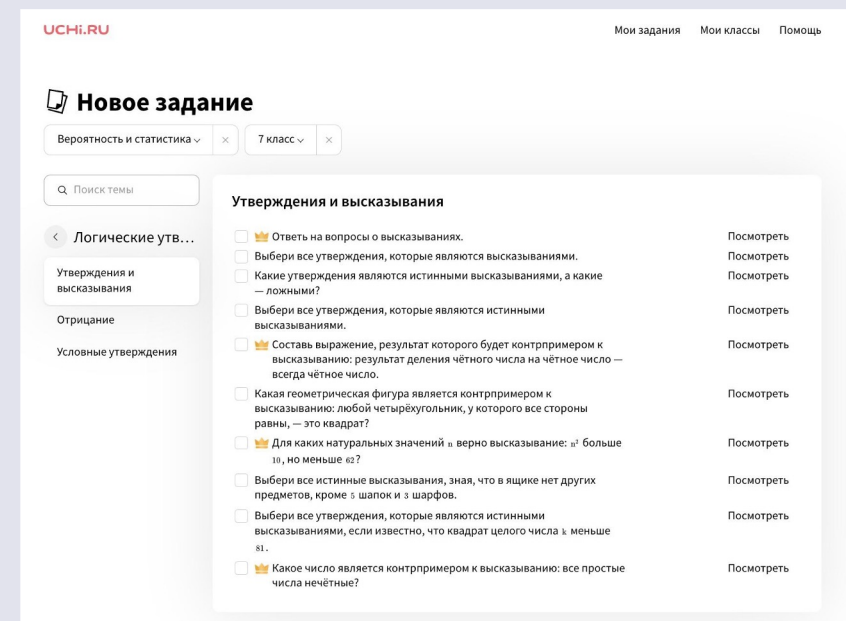 UCHi.RU
Мои задания Мои классы Помощь
Новое задание
Вероятность и статистика × 7 класс ×
Поиск темы
Логические утв...
Утверждения и
высказывания
Отрицание
Условные утверждения
Утверждения и высказывания
Ответь на вопросы о высказываниях. Посмотреть
Выбери все утверждения, которые являются высказываниями. Посмотреть
Какие утверждения являются истинными высказываниями, а какие Посмотреть
— ложными?
Выбери все утверждения, которые являются истинными Посмотреть
высказываниями.
Составь выражение, результат которого будет контрпримером к Посмотреть
высказыванию: результат деления чётного числа на чётное число —
всегда чётное число.
Какая геометрическая фигура является контрпримером к Посмотреть
высказыванию: любой четырёхугольник, у которого все стороны
равны, — это квадрат?
Для каких натуральных значений n верно высказывание: n² больше Посмотреть
10, но меньше 62?
Выбери все истинные высказывания, зная, что в ящике нет других Посмотреть
предметов, кроме 5 шапок и 3 шарфов.
Выбери все утверждения, которые являются истинными Посмотреть
высказываниями, если известно, что квадрат целого числа k меньше
81.
Какое число является контрпримером к высказыванию: все простые Посмотреть
числа нечётные?